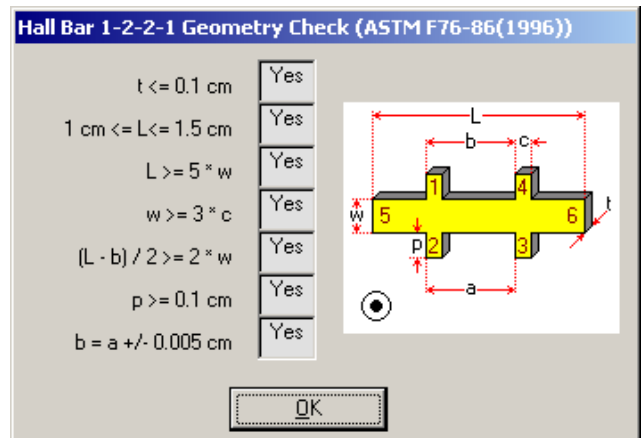 Hall Bar 1-2-2-1 Geometry Check (ASTM F76-86(1996))
t <= 0.1 cm Yes
1 cm <= L<= 1.5 cm Yes
L >= 5 * w Yes
w >= 3 * c Yes
(L - b) / 2 >= 2 * w Yes
p >= 0.1 cm Yes
b = a +/- 0.005 cm Yes
L
b c
1 4
w 5 6 t
p 2 3
a
OK